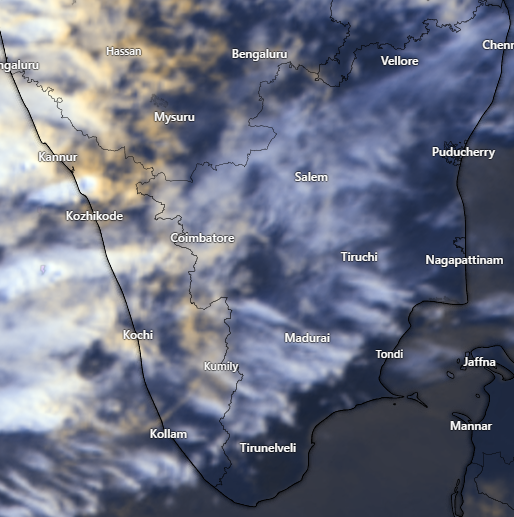 Hassan
Bengaluru
Chenn
ngaluru
Vellore
Mysuru
Kannur
Puducherry
Salem
Kozhikode
Coimbatore
Tiruchi
Nagapattinam
Kochi
Madurai
Tondi
Jaffna
Kumily
Kollam
Mannar
Tirunelveli